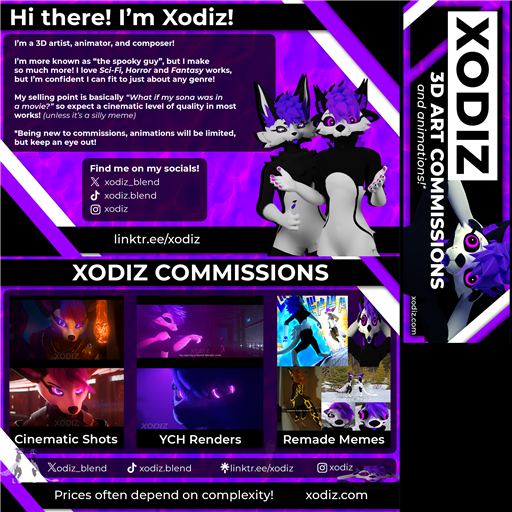 Hi there! I'm Xodiz!
I'm a 3D artist, animator, and composer!
I'm more known as "the spooky guy", but I make
so much more! I love Sci-Fi, Horror and Fantasy works,
but I'm confident I can fit to just about any genre!
My selling point is basically "What if my sona was in
a movie?" so expect a cinematic level of quality in most
works! (unless it's a silly meme)
*Being new to commissions, animations will be limited,
but keep an eye out!
Find me on my socials!
xodiz_blend
xodiz.blend
xodiz
linktr.ee/xodiz
XODIZ
3D ART COMMISSIONS
and animations!*
xodiz.com
XODIZ COMMISSIONS
XODIZ
XODIZ
XODIZ
Cinematic Shots
YCH Renders
Remade Memes
Xodiz_blend
xodiz.blend
linktr.ee/xodiz
xodiz
Prices often depend on complexity!
xodiz.com